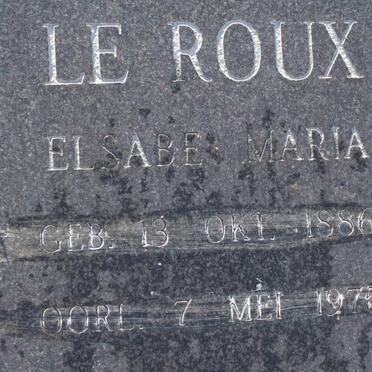 LE ROUX
ELSABE MARIA
GEB. 13 OKT. 1886
OORL. 7 MEI